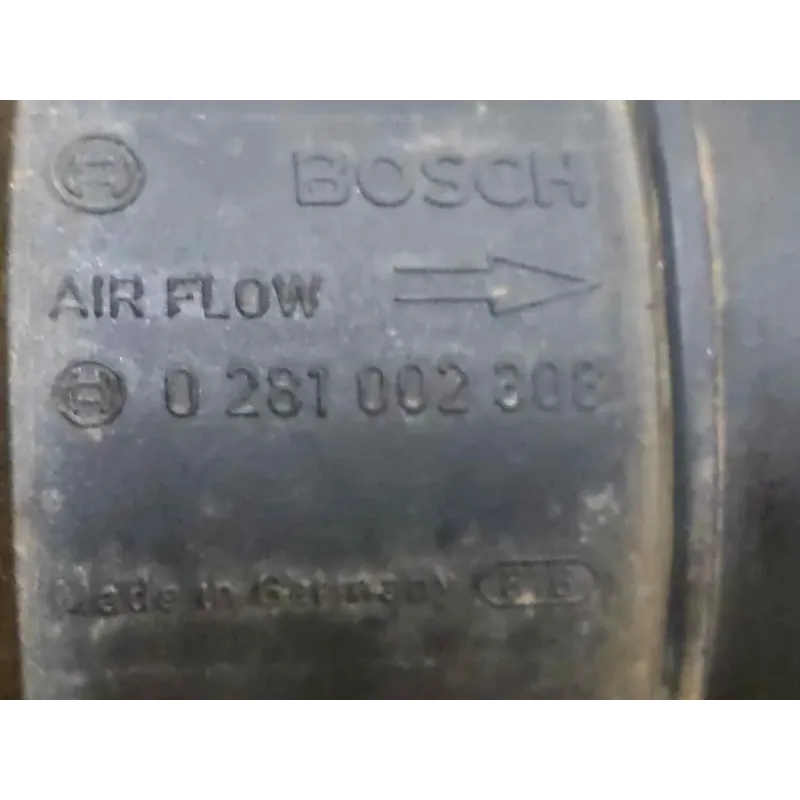 BOSCH
AIR FLOW
0 281 002 308
Made in Germany